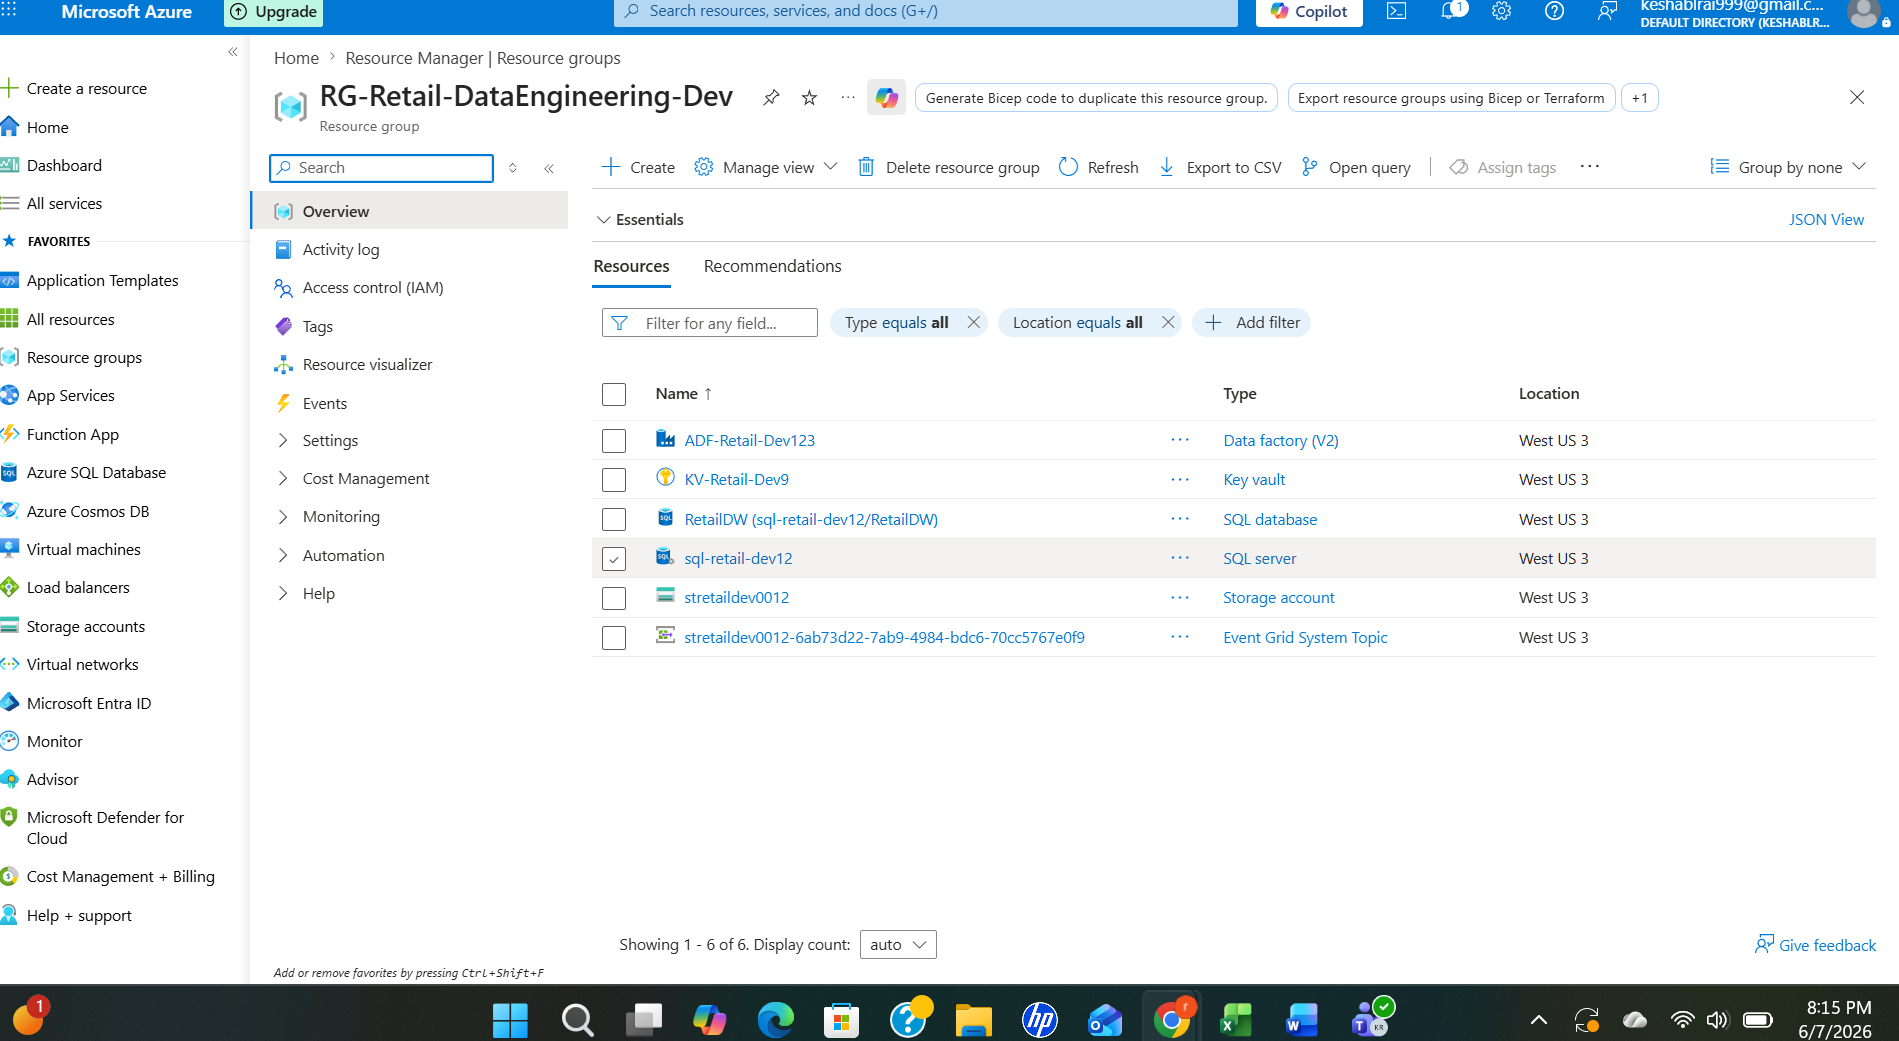 Microsoft Azure
Upgrade
Search resources, services, and docs (G+/)
Copilot
1
keshablrai999@gmail.c...
DEFAULT DIRECTORY (KESHABLR...
Create a resource
Home
Dashboard
All services
FAVORITES
Application Templates
All resources
Resource groups
App Services
Function App
Azure SQL Database
Azure Cosmos DB
Virtual machines
Load balancers
Storage accounts
Virtual networks
Microsoft Entra ID
Monitor
Advisor
Microsoft Defender for
Cloud
Cost Management + Billing
Help + support
Home > Resource Manager | Resource groups
RG-Retail-DataEngineering-Dev
Resource group
Generate Bicep code to duplicate this resource group.
Export resource groups using Bicep or Terraform
+1
Search
Overview
Activity log
Access control (IAM)
Tags
Resource visualizer
Events
Settings
Cost Management
Monitoring
Automation
Help
Add or remove favorites by pressing Ctrl+Shift+F
Create Manage view Delete resource group Refresh Export to CSV Open query Assign tags ... Group by none
Essentials JSON View
Resources Recommendations
Filter for any field... Type equals all Location equals all Add filter
Name ↑ Type Location
ADF-Retail-Dev123 ... Data factory (V2) West US 3
KV-Retail-Dev9 ... Key vault West US 3
RetailDW (sql-retail-dev12/RetailDW) ... SQL database West US 3
sql-retail-dev12 ... SQL server West US 3
stretaildev0012 ... Storage account West US 3
stretaildev0012-6ab73d22-7ab9-4984-bdc6-70cc5767e0f9 ... Event Grid System Topic West US 3
Showing 1 - 6 of 6. Display count: auto
Give feedback
1
8:15 PM
6/7/2026